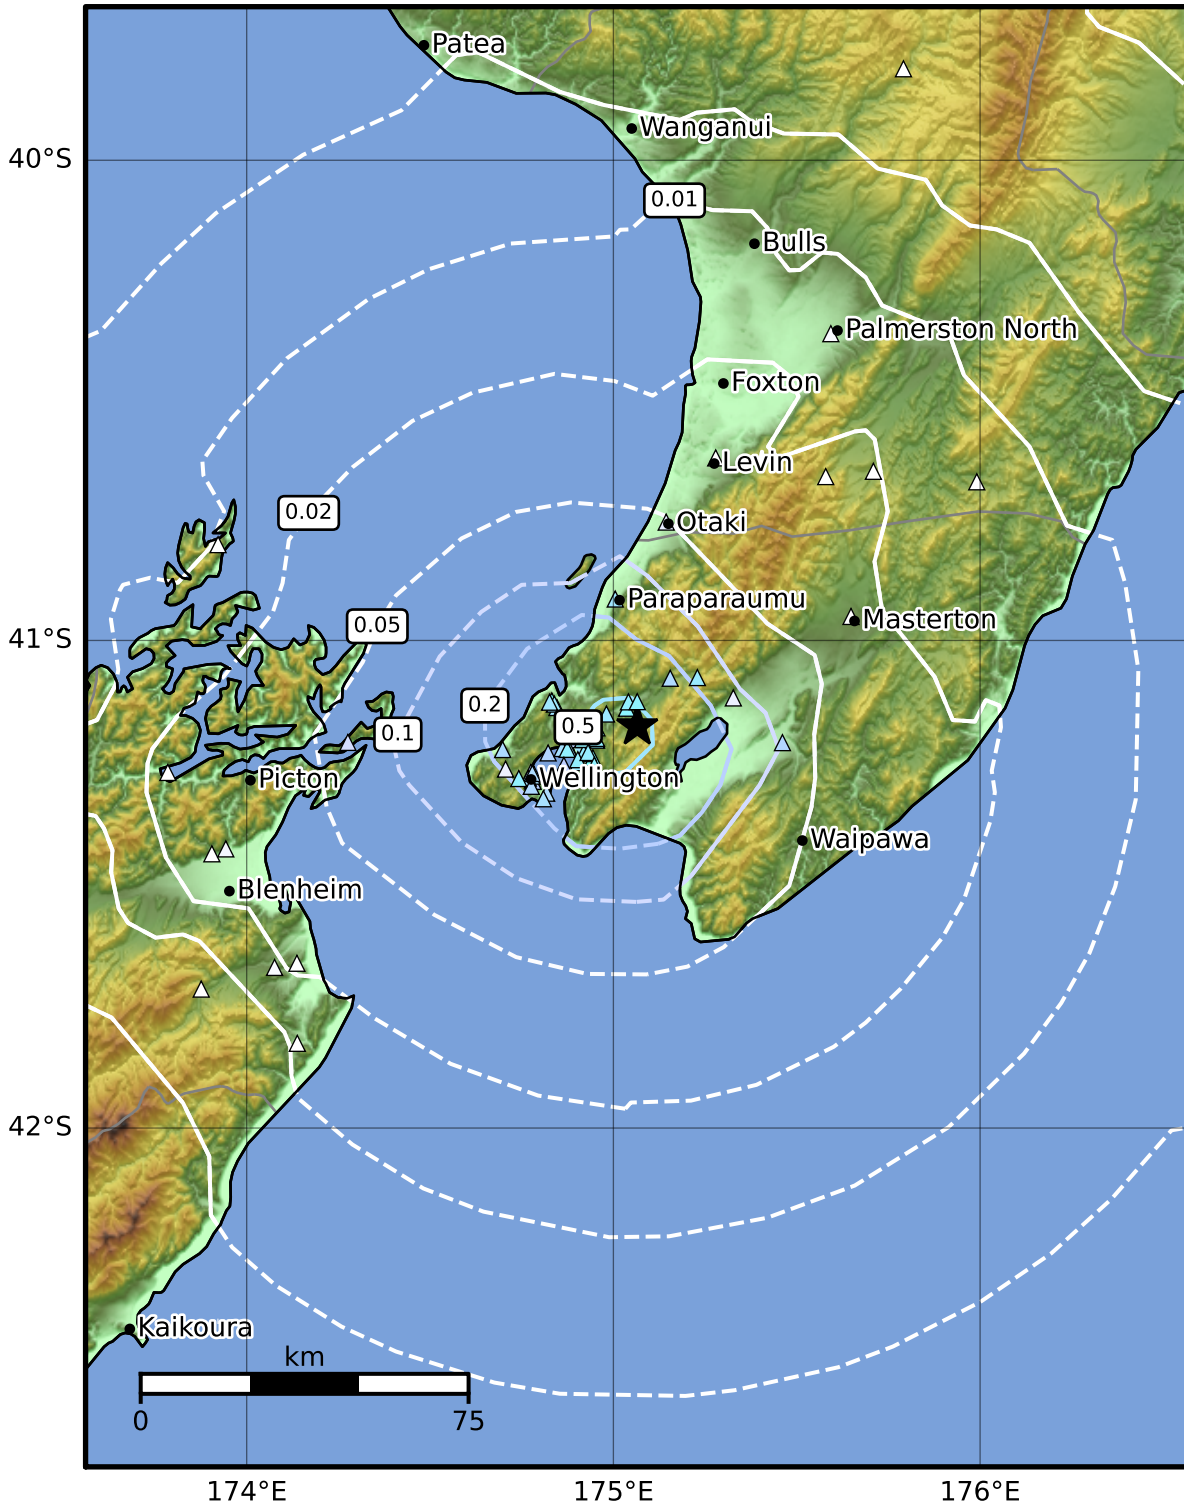 Patea
Wanganui
40°S
0.01
Bulls
Palmerston North
Foxton
Levin
0.02
Otaki
Paraparaumu
0.05
Masterton
41°S
0.2
0.5
0.1
Picton
Wellington
Waipawa
Blenheim
42°S
Kaikoura
km
0
75
174°E
175°E
176°E